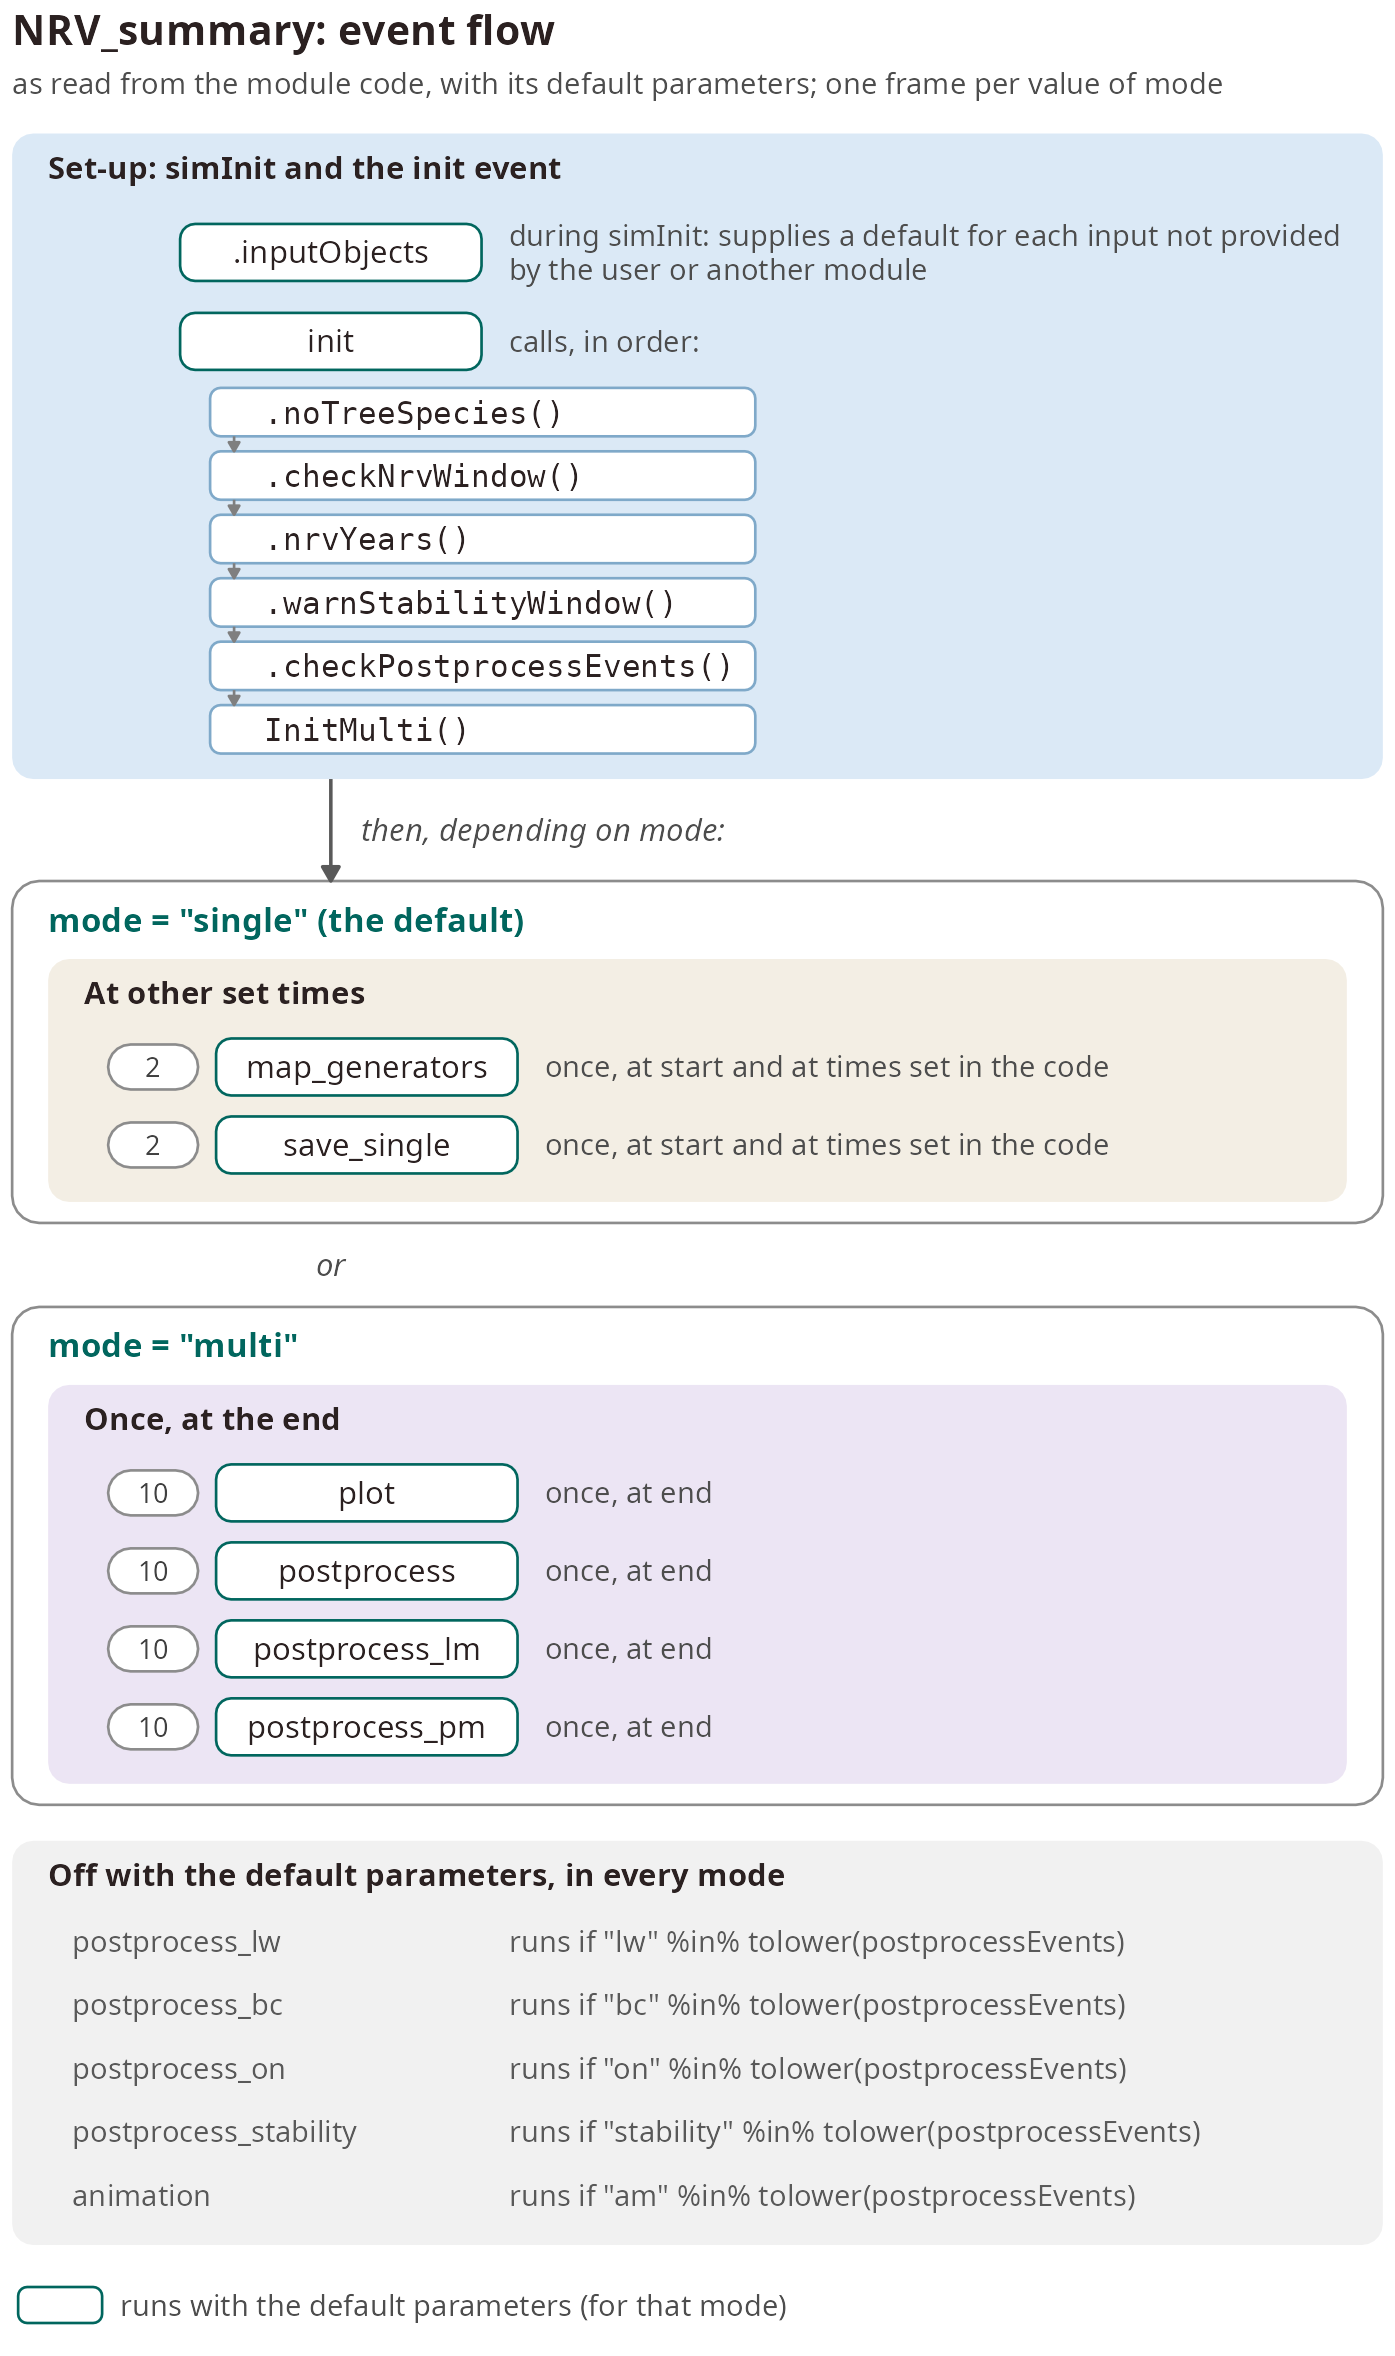 NRV_summary: event flow
as read from the module code, with its default parameters; one frame per value of mode
Set-up: simInit and the init event
.inputObjects
during simInit: supplies a default for each input not provided
by the user or another module
init
calls, in order:
.noTreeSpecies()
.checkNrvWindow()
.nrvYears()
.warnStabilityWindow()
.checkPostprocessEvents()
InitMulti()
then, depending on mode:
mode = "single" (the default)
At other set times
2 map_generators once, at start and at times set in the code
2 save_single once, at start and at times set in the code
or
mode = "multi"
Once, at the end
10 plot once, at end
10 postprocess once, at end
10 postprocess_lm once, at end
10 postprocess_pm once, at end
Off with the default parameters, in every mode
postprocess_lw runs if "lw" %in% tolower(postprocessEvents)
postprocess_bc runs if "bc" %in% tolower(postprocessEvents)
postprocess_on runs if "on" %in% tolower(postprocessEvents)
postprocess_stability runs if "stability" %in% tolower(postprocessEvents)
animation runs if "am" %in% tolower(postprocessEvents)
runs with the default parameters (for that mode)